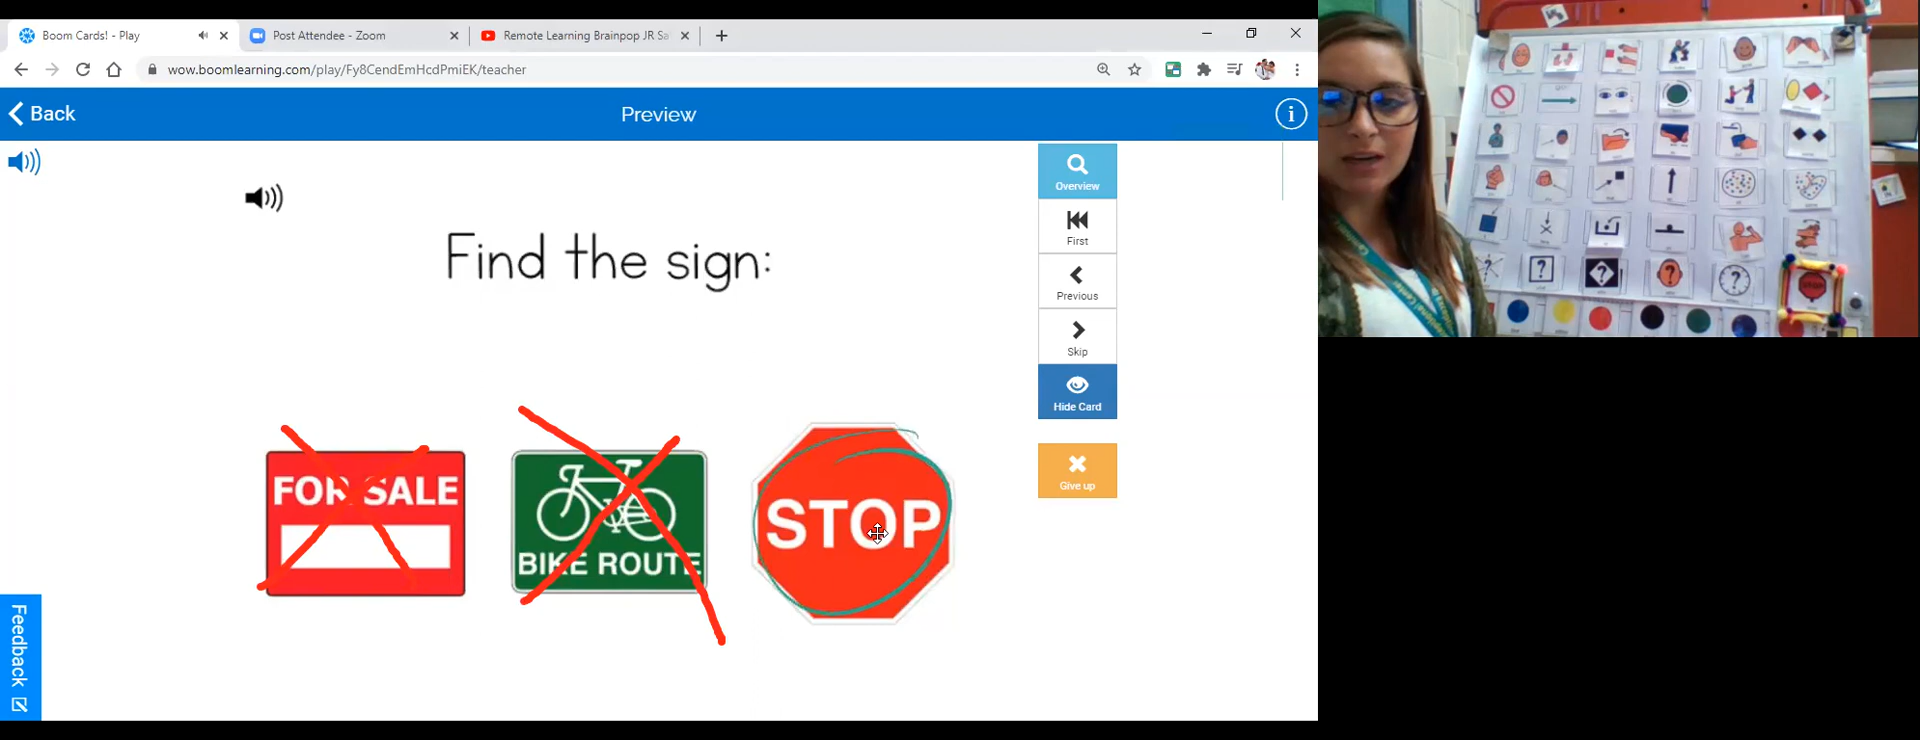 Boom Cards! - Play
Post Attendee - Zoom
Remote Learning Brainpop JR Sa
wow.boomlearning.com/play/Fy8CendEmHcdPmiEK/teacher
Back
Preview
i
Overview
First
Previous
Skip
Hide Card
Give up
Find the sign:
FOR SALE
BIKE ROUTE
STOP
Feedback
STOP